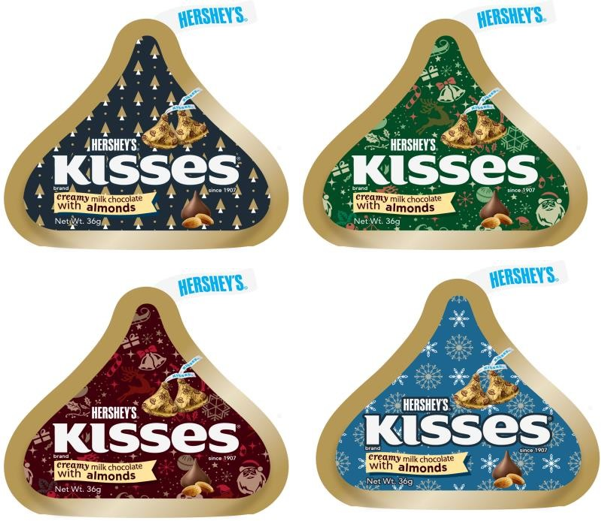 HERSHEY'S
HERSHEY'S
KISSES
brand
since 1907
creamy milk chocolate
with almonds
Net Wt. 36g
HERSHEY'S
HERSHEY'S
KISSES
brand
since 1907
creamy milk chocolate
with almonds
Net Wt. 36g
HERSHEY'S
HERSHEY'S
KISSES
brand
since 1907
creamy milk chocolate
with almonds
Net Wt. 36g
HERSHEY'S
HERSHEY'S
KISSES
brand
since 1907
creamy milk chocolate
with almonds
Net Wt. 36g